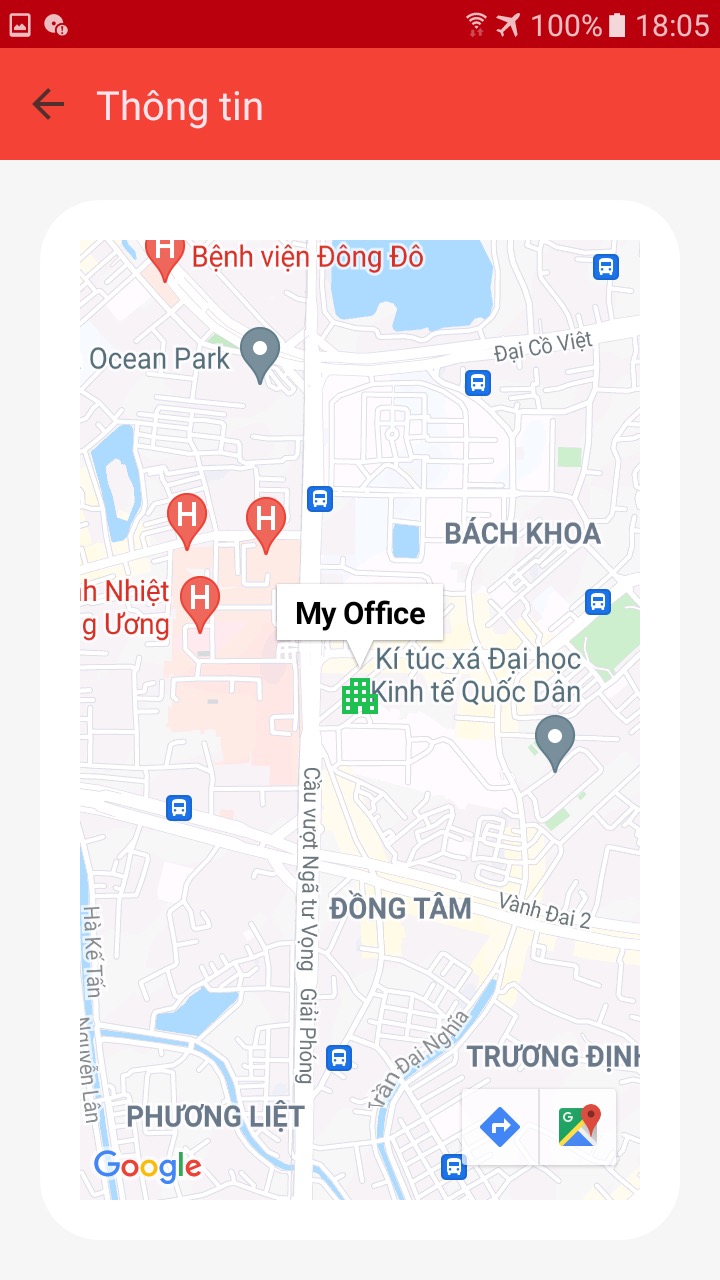 100% 18:05
Thông tin
Bệnh viện Đông Đô
Đại Cồ Việt
Ocean Park
H
H
H
H
BÁCH KHOA
nh Nhiệt
g Ương
My Office
Kí túc xá Đại học
Kinh tế Quốc Dân
Cầu vượt Ngã tư Vọng
ĐỒNG TÂM
Vành Đai 2
Hà Kế Tấn
Giải Phóng
Nguyễn Lân
Trần Đại Nghĩa
TRƯƠNG ĐỊNH
PHƯƠNG LIỆT
G
Google